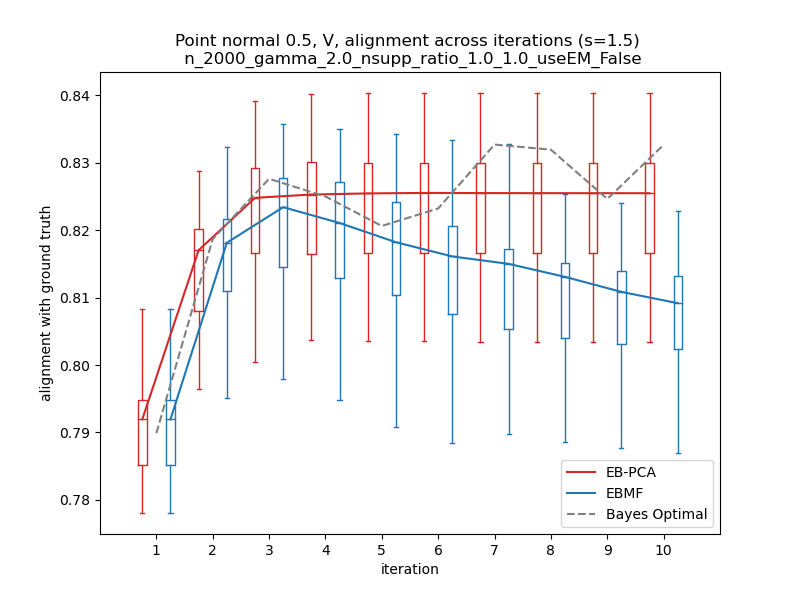 Point normal 0.5, V, alignment across iterations (s=1.5)
n_2000_gamma_2.0_nsupp_ratio_1.0_1.0_useEM_False
alignment with ground truth
0.84
0.83
0.82
0.81
0.80
0.79
0.78
EB-PCA
EBMF
Bayes Optimal
1 2 3 4 5 6 7 8 9 10
iteration